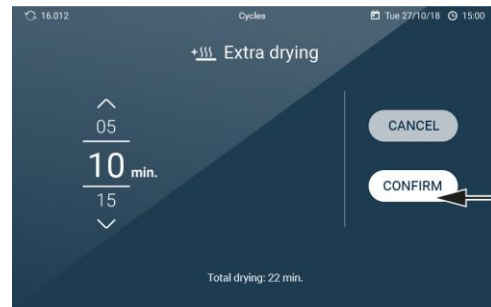 16.012 Cycles Tue 27/10/18 15:00
Extra drying
05
10 min.
15
CANCEL
CONFIRM
Total drying: 22 min.